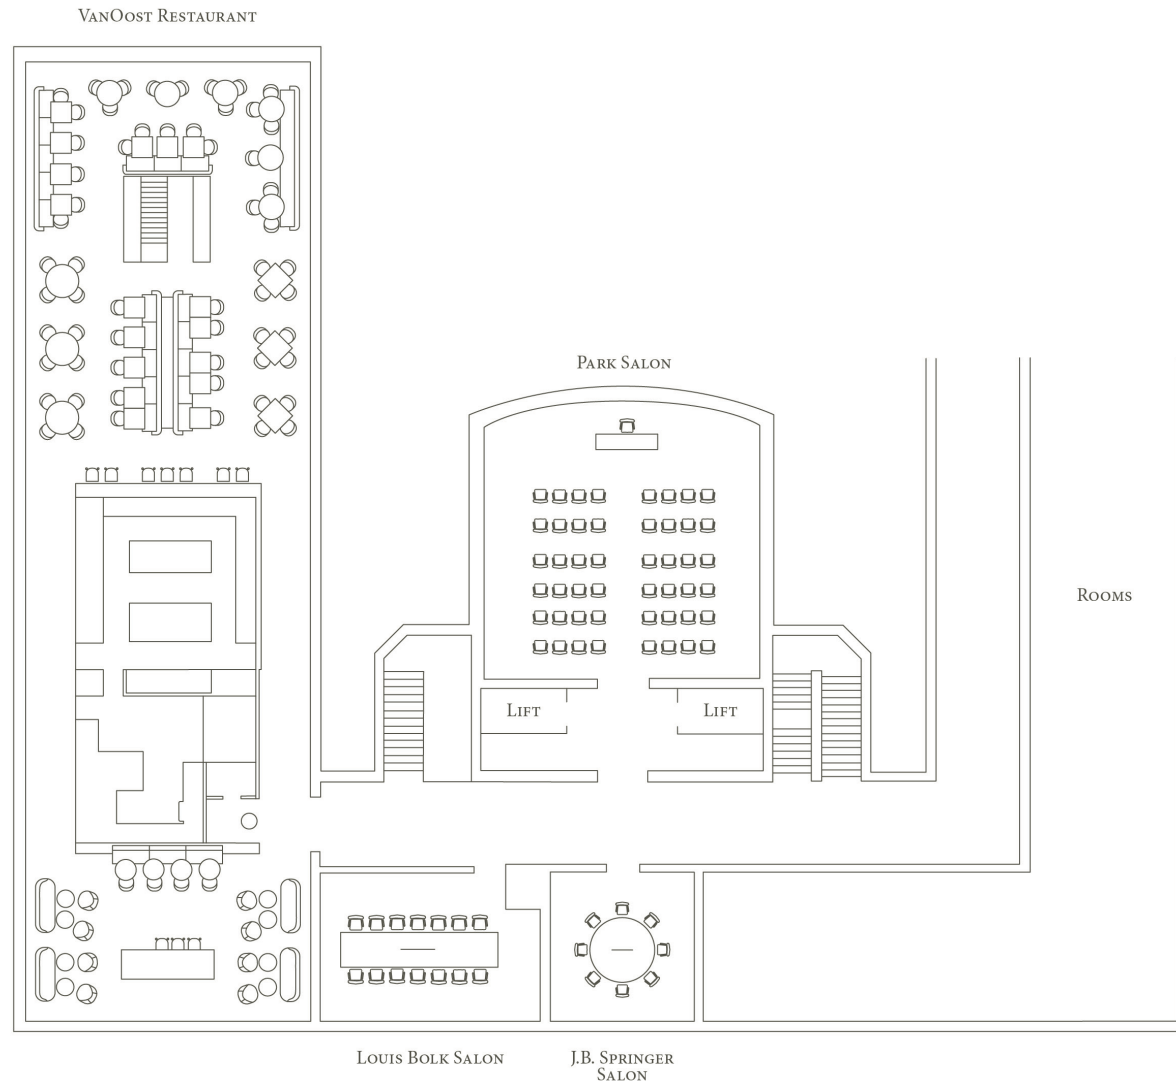 VanOost Restaurant
Park Salon
Rooms
Lift
Lift
Louis Bolk Salon
J.B. Springer
Salon